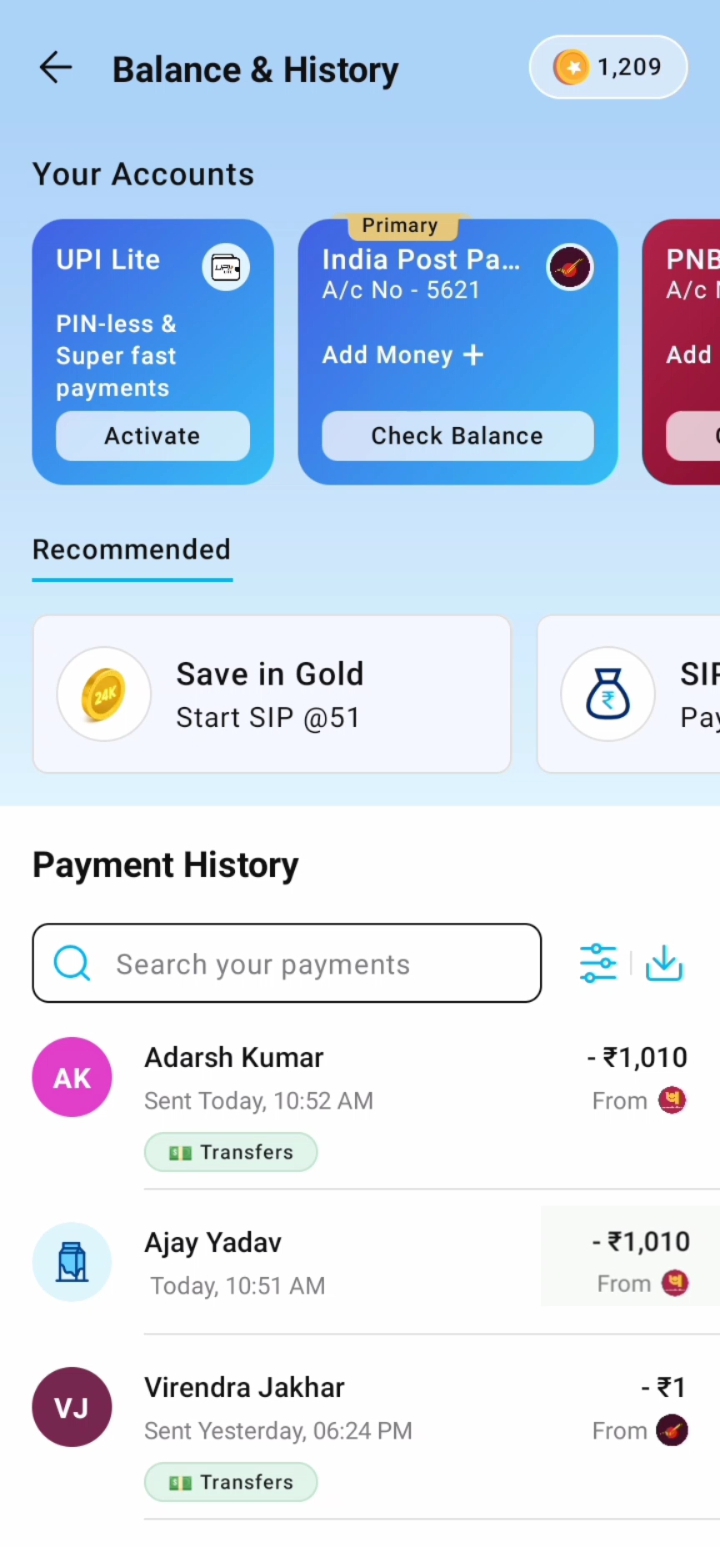 Balance & History
1,209
Your Accounts
UPI Lite
PIN-less &
Super fast
payments
Activate
Primary
India Post Pa...
A/c No - 5621
Add Money +
Check Balance
PNB
A/c
Add
Recommended
24K
Save in Gold
Start SIP @51
₹
SIP
Pay
Payment History
Search your payments
AK
Adarsh Kumar
- ₹1,010
Sent Today, 10:52 AM
From
Transfers
Ajay Yadav
- ₹1,010
Today, 10:51 AM
From
VJ
Virendra Jakhar
- ₹1
Sent Yesterday, 06:24 PM
From
Transfers